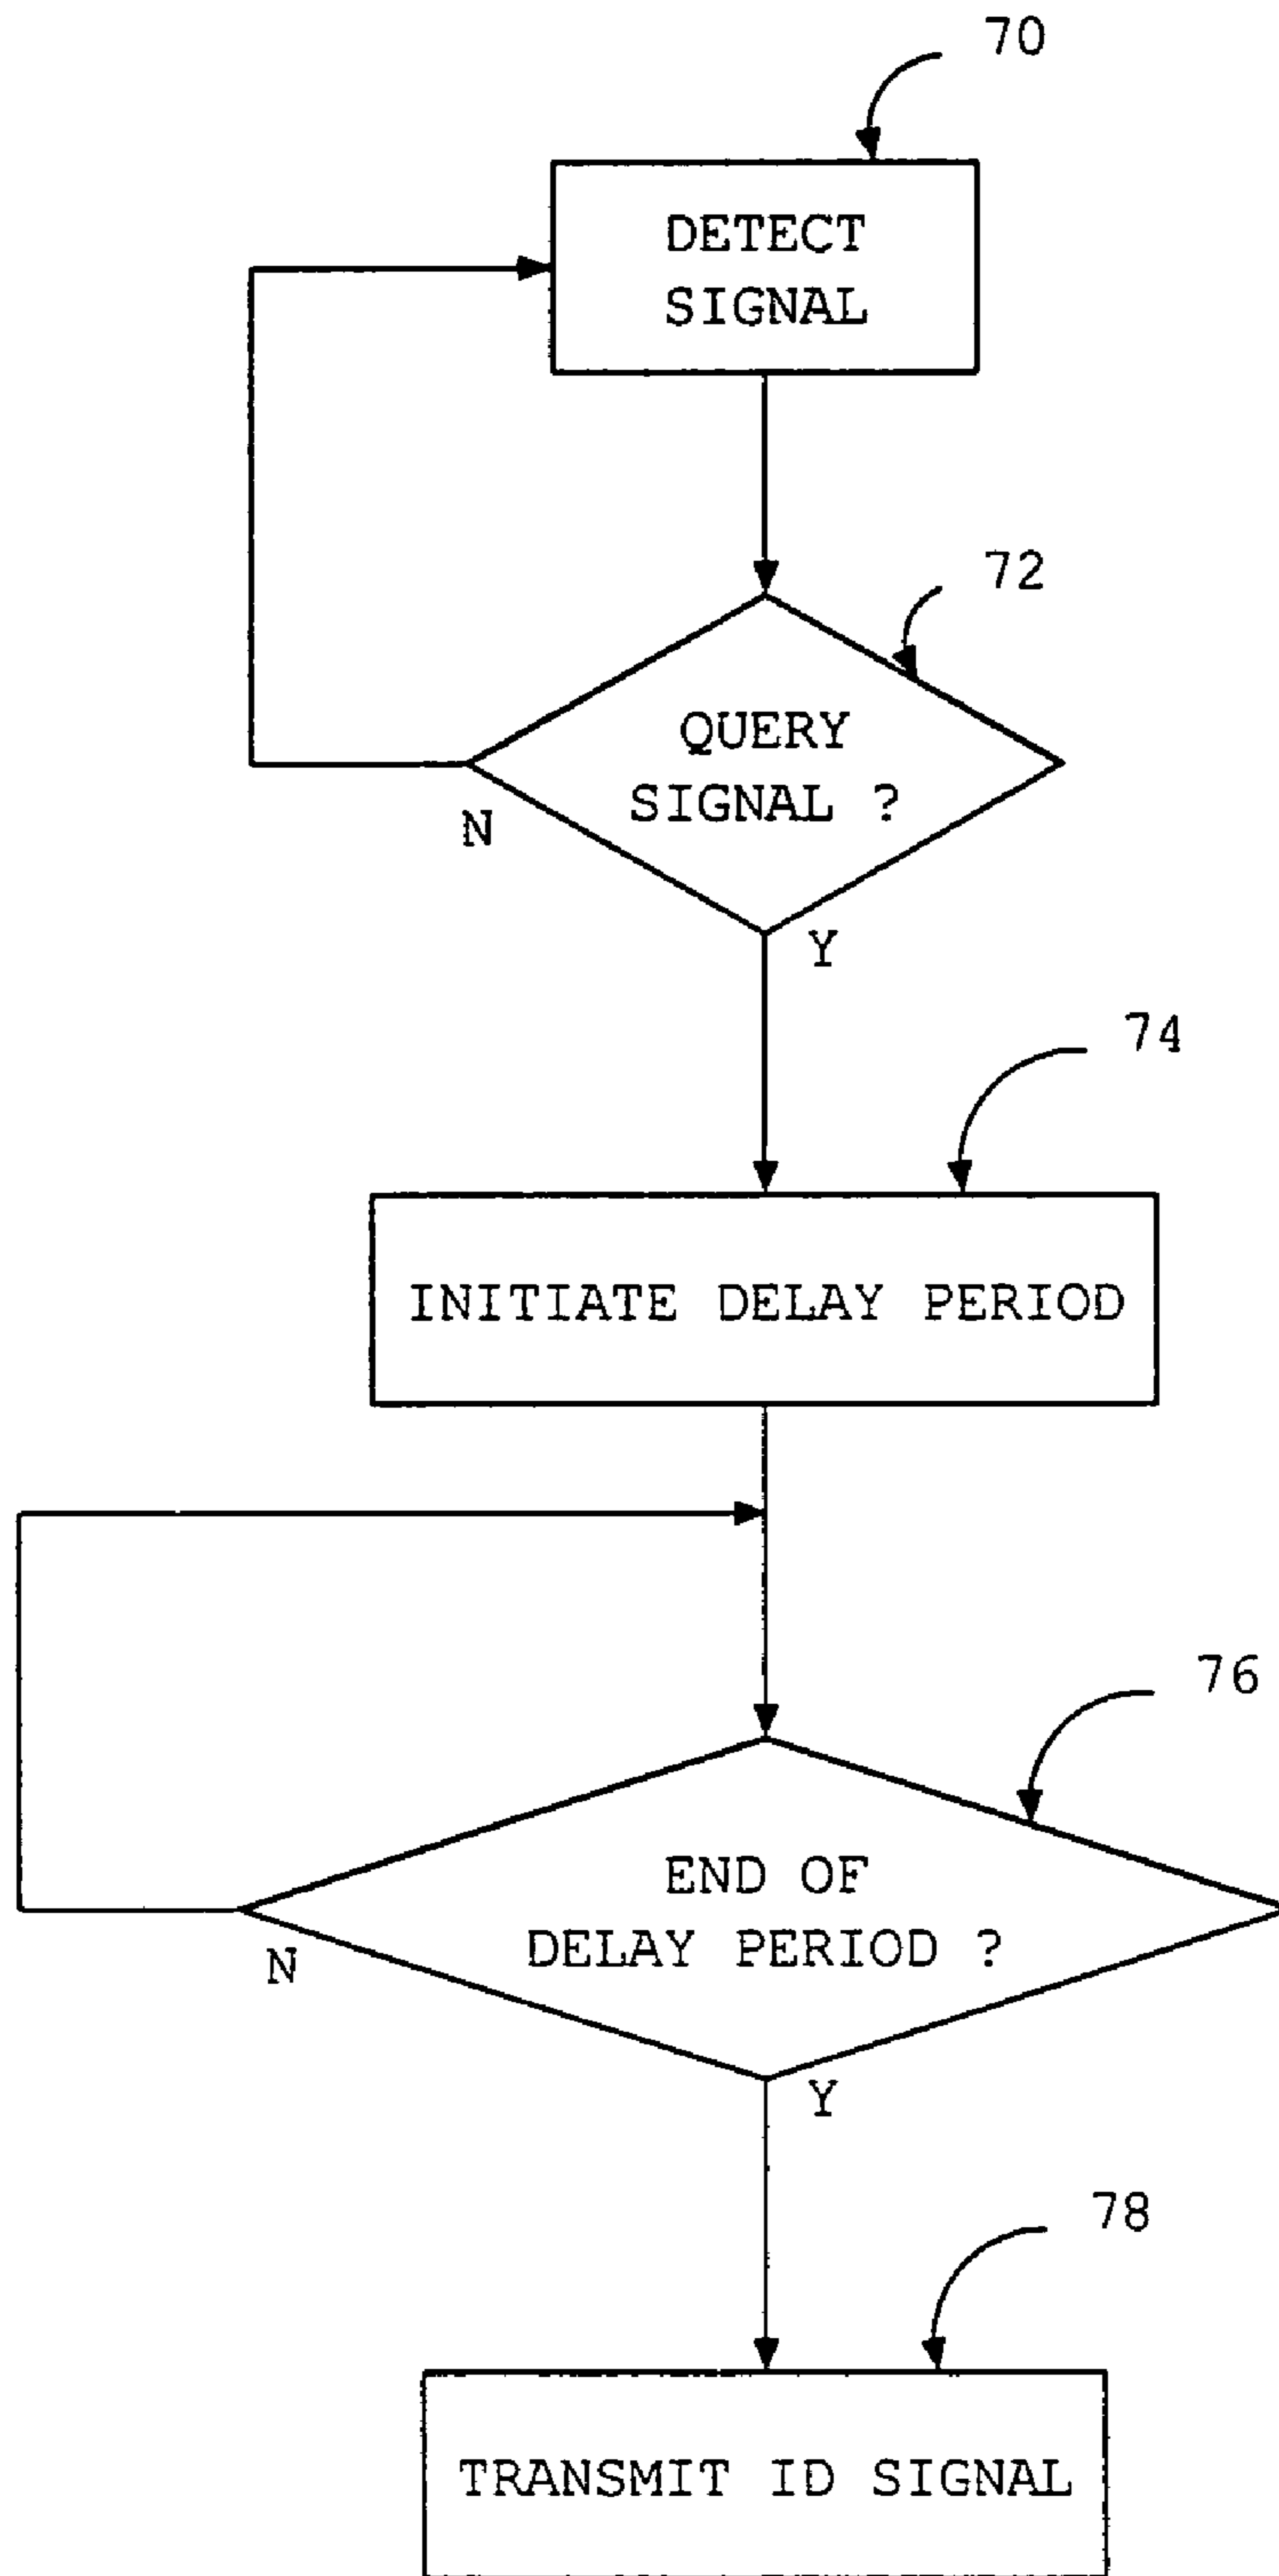 70
DETECT
SIGNAL
72
QUERY
SIGNAL ?
N
Y
74
INITIATE DELAY PERIOD
76
END OF
DELAY PERIOD ?
N
Y
78
TRANSMIT ID SIGNAL